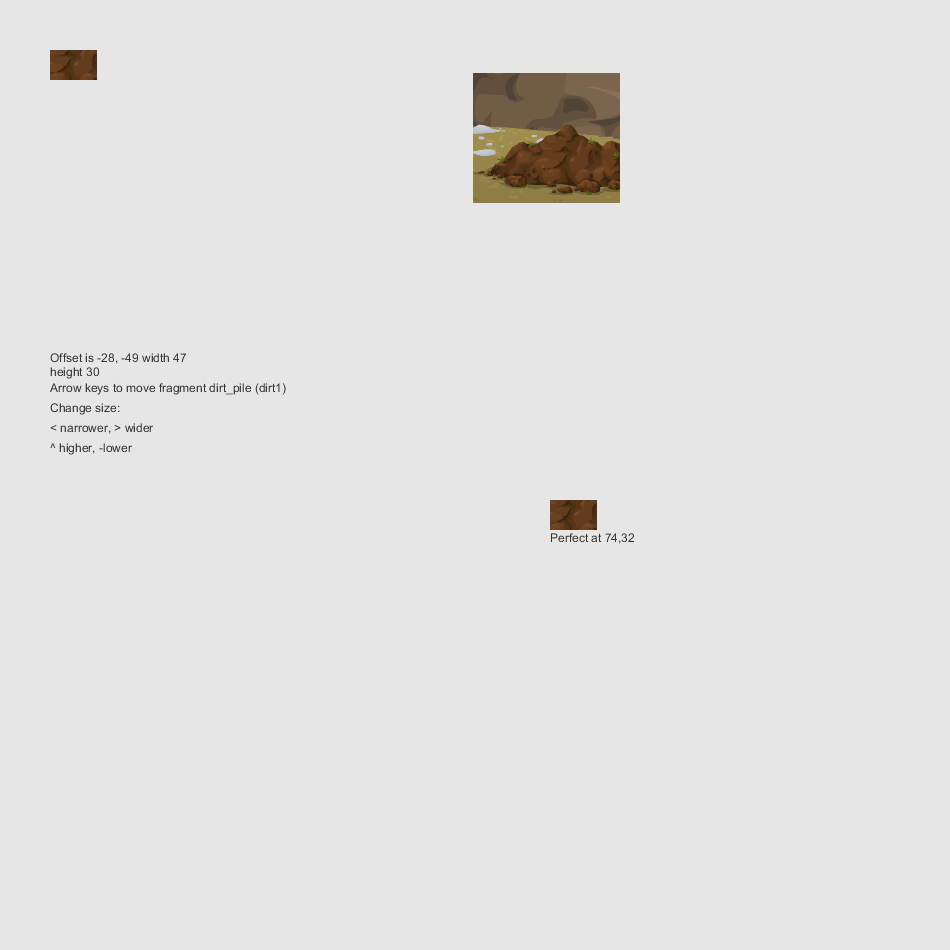 Offset is -28, -49 width 47
height 30
Arrow keys to move fragment dirt_pile (dirt1)
Change size:
< narrower, > wider
^ higher, -lower
Perfect at 74,32